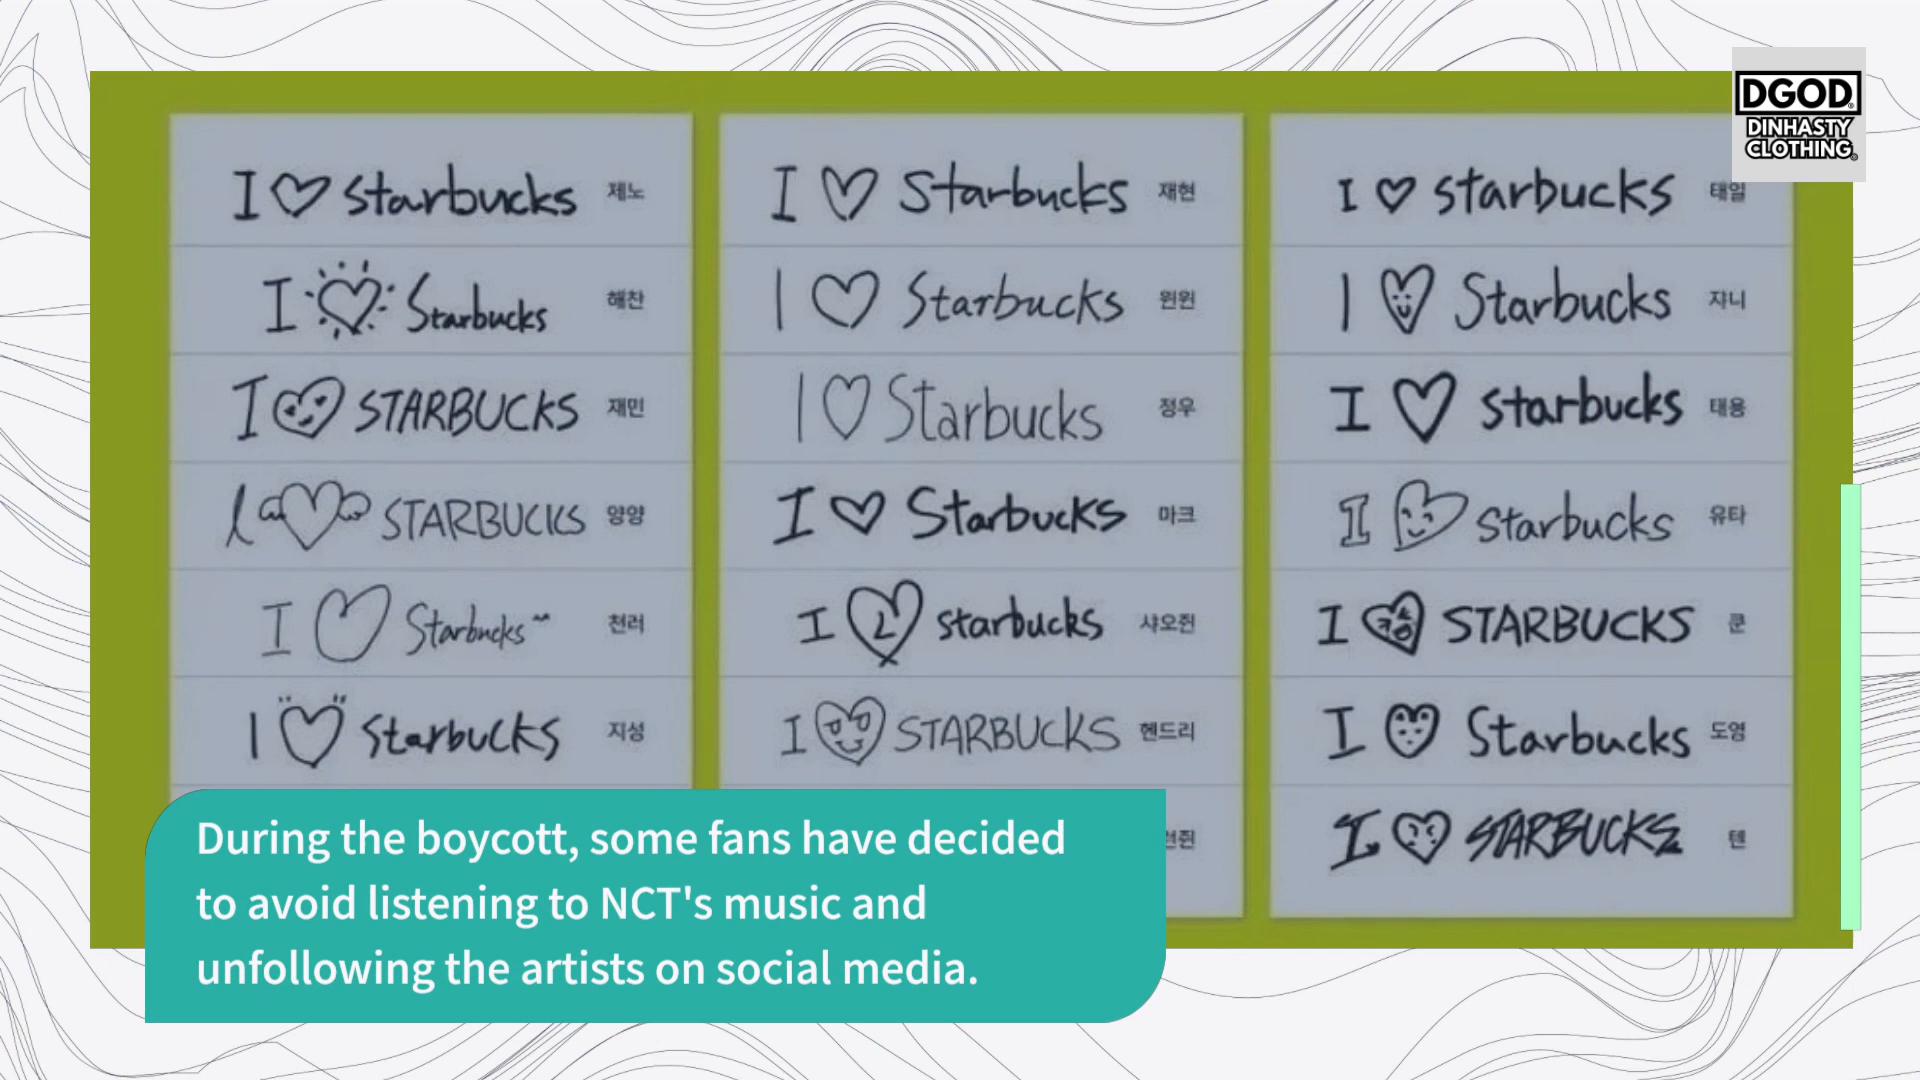 DGOD
DINHASTY
CLOTHING
I ♡ Starbucks 제노
I ♡ Starbucks 해찬
I ♡ STARBUCKS 재민
I ♡ STARBUCKS 양양
I ♡ Starbucks 천러
I ♡ Starbucks 지성
I ♡ Starbucks 재현
I ♡ Starbucks 윈윈
I ♡ Starbucks 정우
I ♡ Starbucks 마크
I ♡ starbucks 샤오쥔
I ♡ STARBUCKS 헨드리
쥔
I ♡ starbucks 태일
I ♡ Starbucks 쟈니
I ♡ starbucks 태용
I ♡ Starbucks 유타
I ♡ STARBUCKS 쿤
I ♡ Starbucks 도영
I ♡ STARBUCKS 텐
During the boycott, some fans have decided
to avoid listening to NCT's music and
unfollowing the artists on social media.